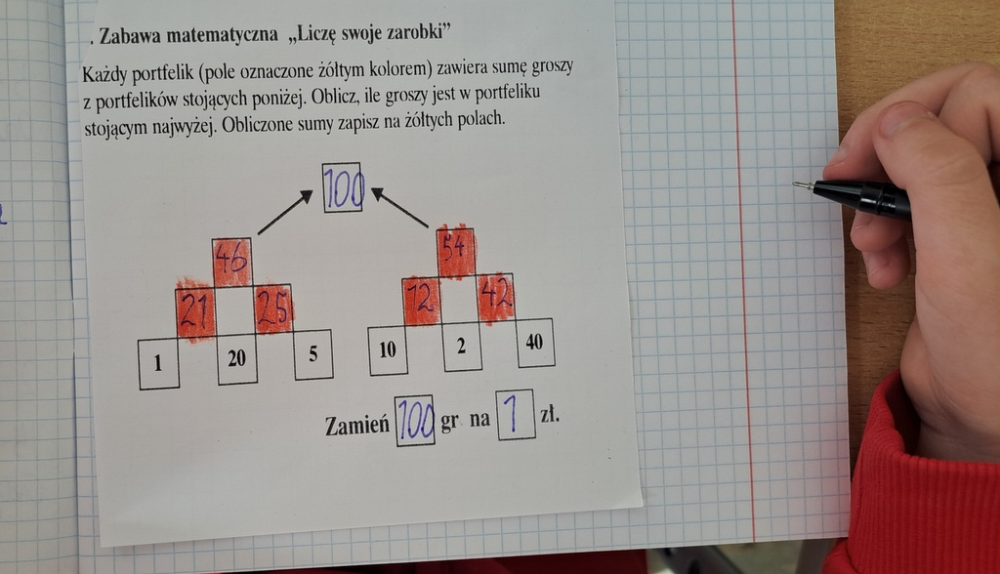 . Zabawa matematyczna „Liczę swoje zarobki”
Każdy portfelik (pole oznaczone żółtym kolorem) zawiera sumę groszy
z portfelików stojących poniżej. Oblicz, ile groszy jest w portfeliku
stojącym najwyżej. Obliczone sumy zapisz na żółtych polach.
100
46 54
21 25 12 42
1 20 5 10 2 40
Zamień 100 gr na 1 zł.